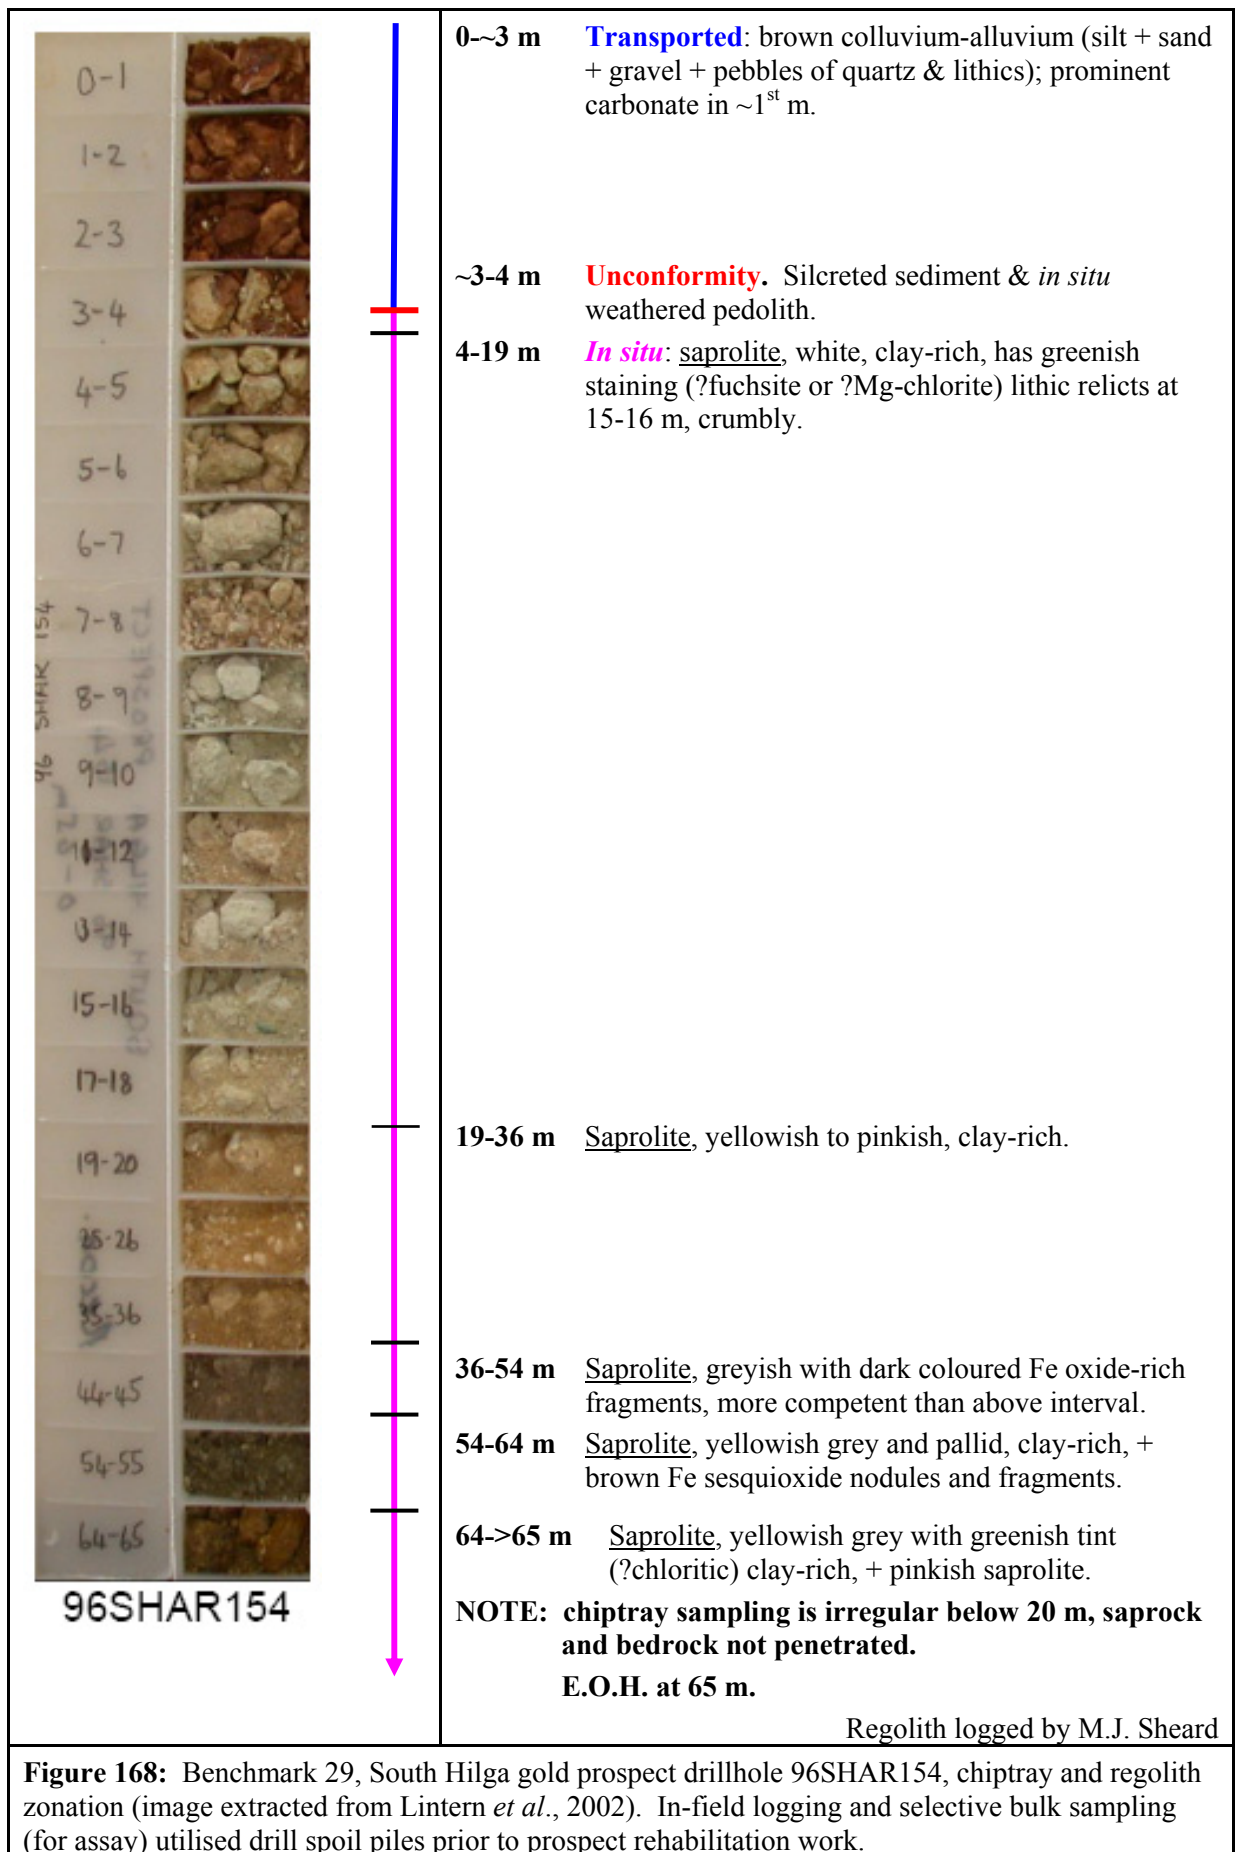 0-1
1-2
2-3
3-4
4-5
5-6
6-7
7-8
8-9
9-10
11-12
13-14
15-16
17-18
19-20
25-26
35-36
44-45
54-55
64-65
96 SHAR 154
PROSPECT
SOUTH HILGA
96SHAR154
0-~3 m Transported: brown colluvium-alluvium (silt + sand
+ gravel + pebbles of quartz & lithics); prominent
carbonate in ~1st m.
~3-4 m Unconformity. Silcreted sediment & in situ
weathered pedolith.
4-19 m In situ: saprolite, white, clay-rich, has greenish
staining (?fuchsite or ?Mg-chlorite) lithic relicts at
15-16 m, crumbly.
19-36 m Saprolite, yellowish to pinkish, clay-rich.
36-54 m Saprolite, greyish with dark coloured Fe oxide-rich
fragments, more competent than above interval.
54-64 m Saprolite, yellowish grey and pallid, clay-rich, +
brown Fe sesquioxide nodules and fragments.
64->65 m Saprolite, yellowish grey with greenish tint
(?chloritic) clay-rich, + pinkish saprolite.
NOTE: chiptray sampling is irregular below 20 m, saprock
and bedrock not penetrated.
E.O.H. at 65 m.
Regolith logged by M.J. Sheard
Figure 168: Benchmark 29, South Hilga gold prospect drillhole 96SHAR154, chiptray and regolith
zonation (image extracted from Lintern et al., 2002). In-field logging and selective bulk sampling
(for assay) utilised drill spoil piles prior to prospect rehabilitation work.